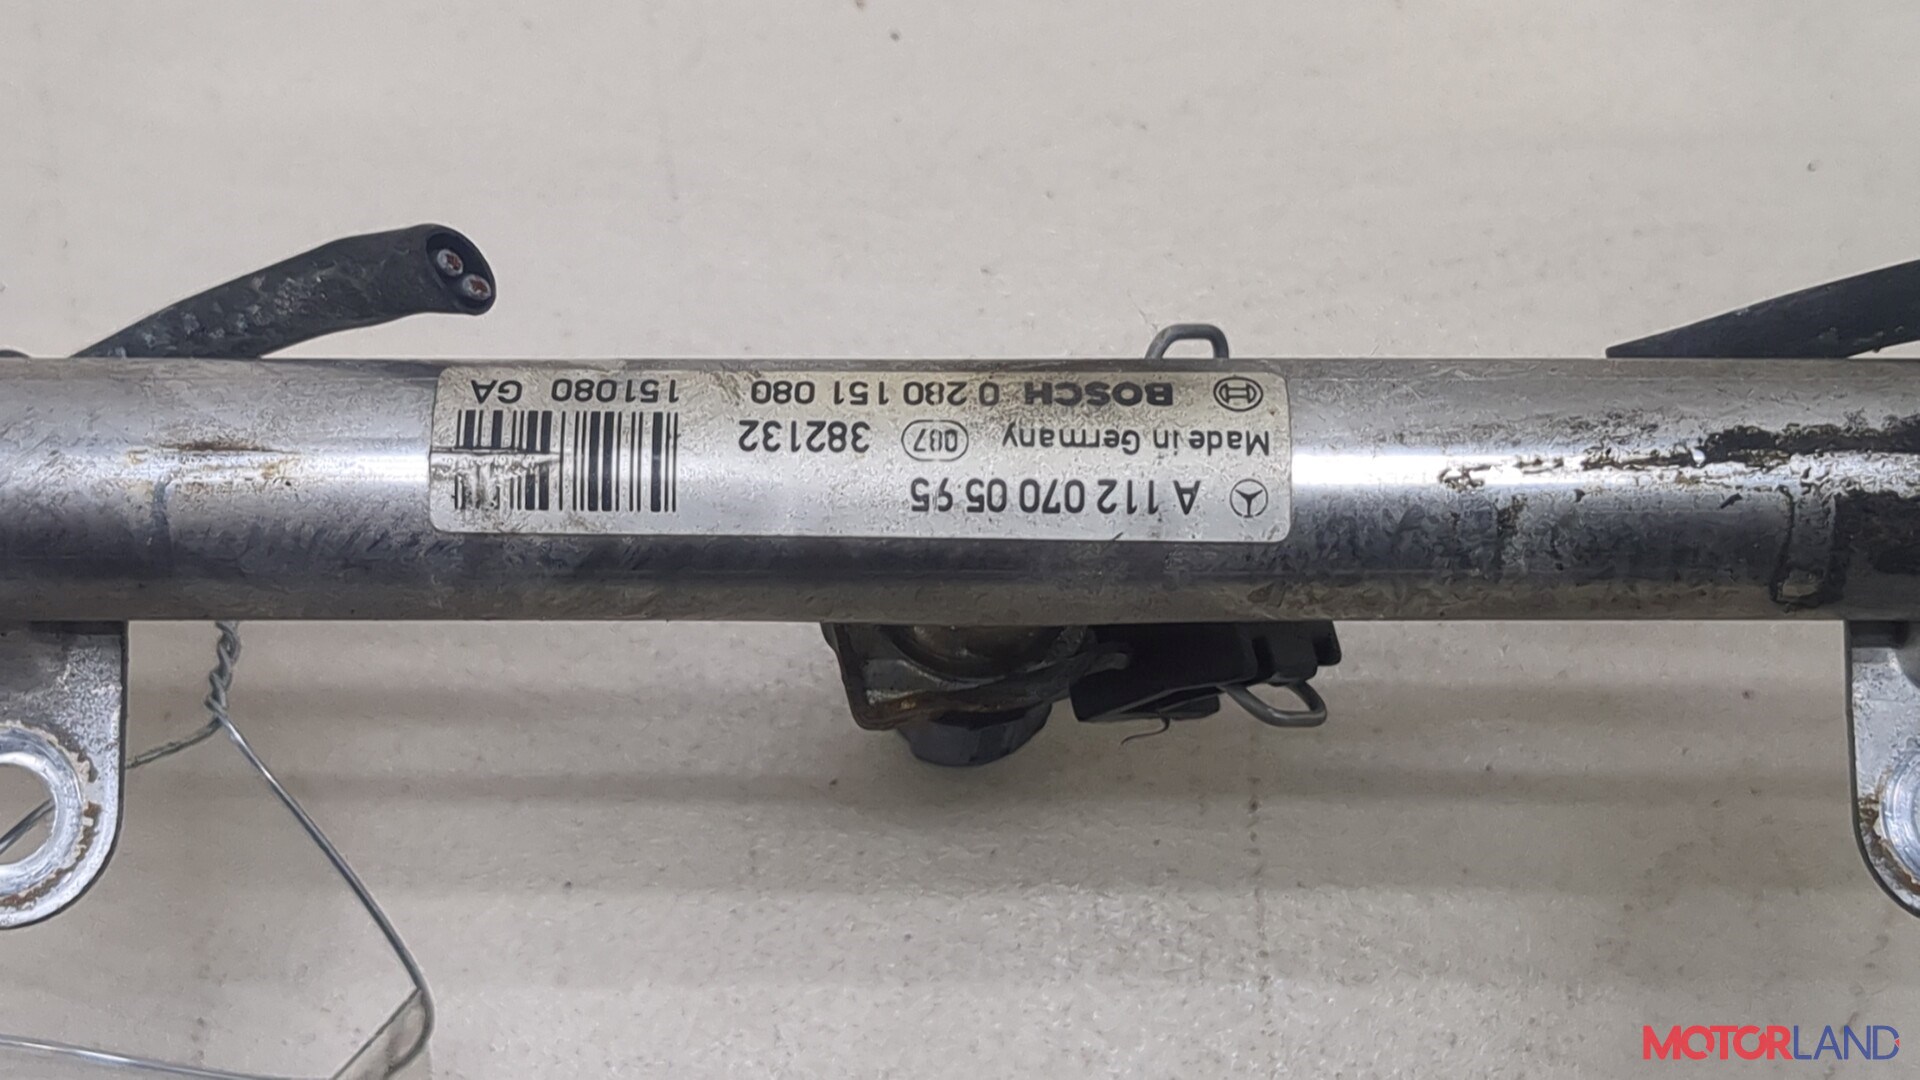 A 112 070 05 95
Made in Germany 087 382132
BOSCH 0 280 151 080 151080 GA
MOTORLAND